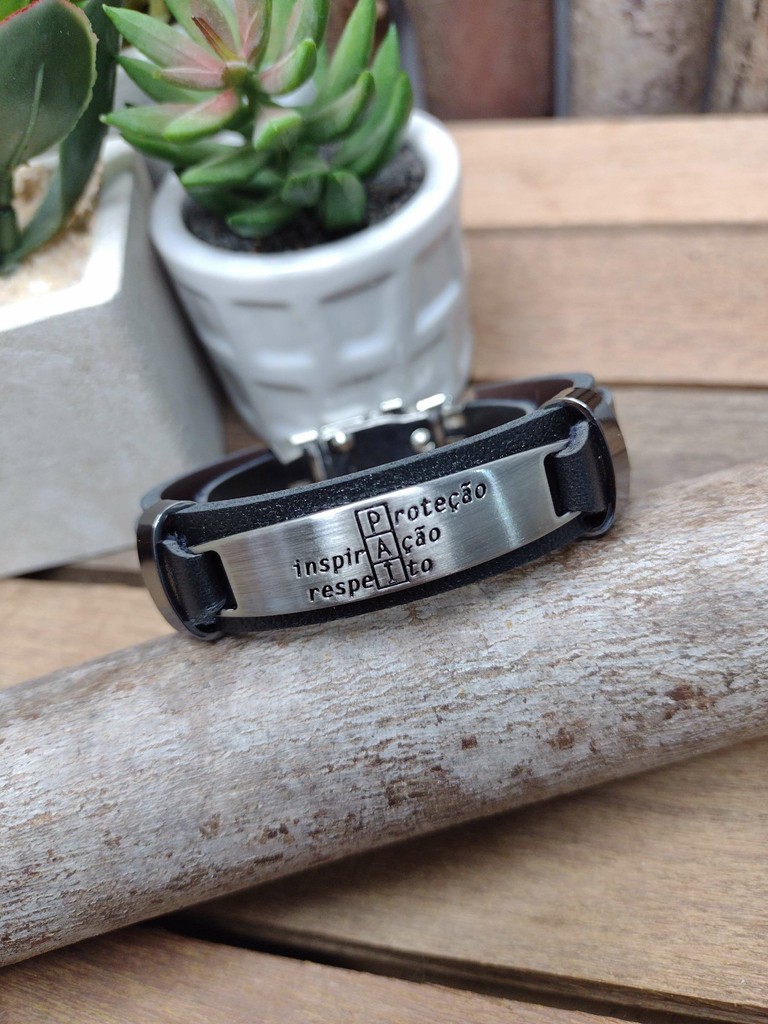 Proteção
inspirAção
respeIto